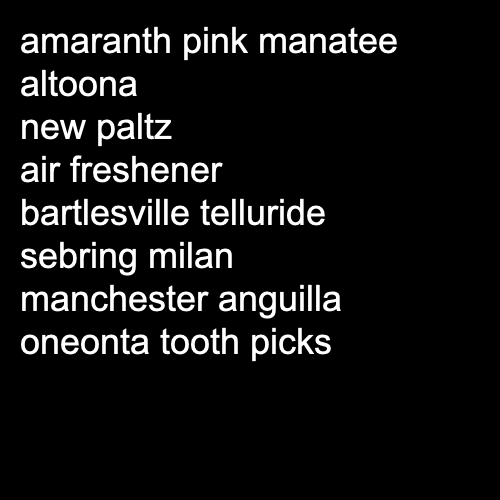 amaranth pink manatee
altoona
new paltz
air freshener
bartlesville telluride
sebring milan
manchester anguilla
oneonta tooth picks